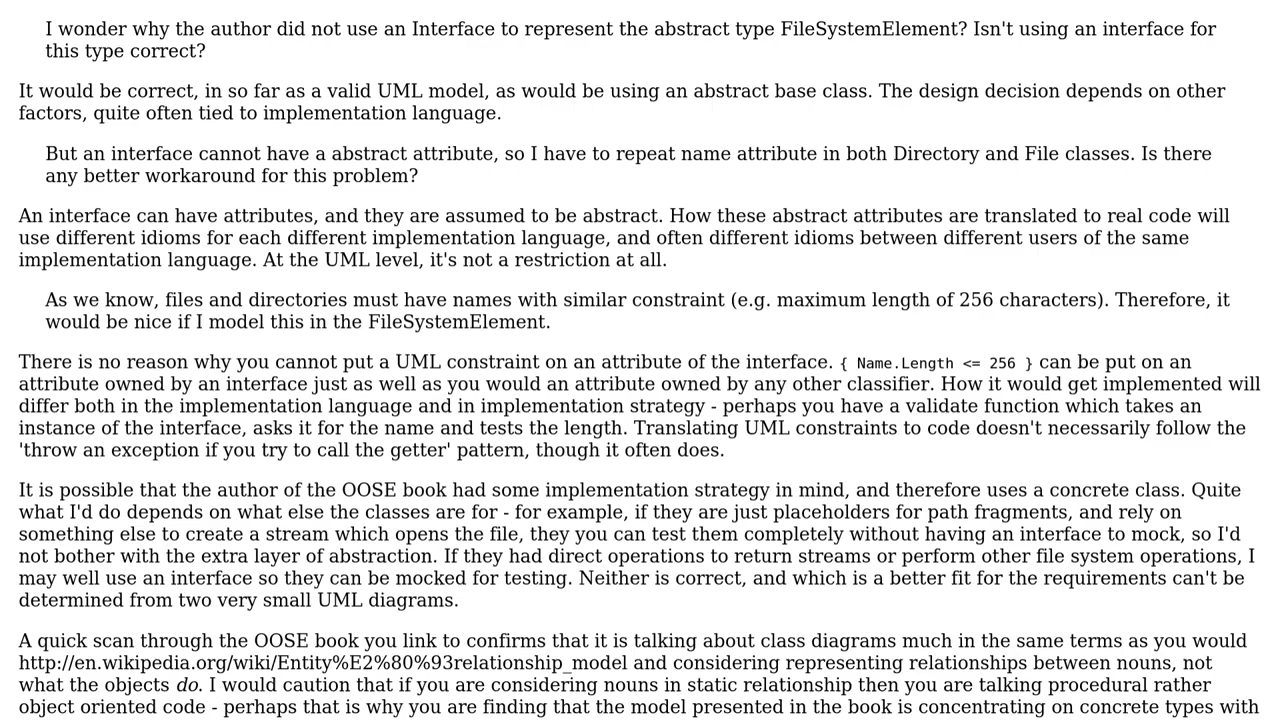 I wonder why the author did not use an Interface to represent the abstract type FileSystemElement? Isn't using an interface for
this type correct?
It would be correct, in so far as a valid UML model, as would be using an abstract base class. The design decision depends on other
factors, quite often tied to implementation language.
But an interface cannot have a abstract attribute, so I have to repeat name attribute in both Directory and File classes. Is there
any better workaround for this problem?
An interface can have attributes, and they are assumed to be abstract. How these abstract attributes are translated to real code will
use different idioms for each different implementation language, and often different idioms between different users of the same
implementation language. At the UML level, it's not a restriction at all.
As we know, files and directories must have names with similar constraint (e.g. maximum length of 256 characters). Therefore, it
would be nice if I model this in the FileSystemElement.
There is no reason why you cannot put a UML constraint on an attribute of the interface. { Name.Length <= 256 } can be put on an
attribute owned by an interface just as well as you would an attribute owned by any other classifier. How it would get implemented will
differ both in the implementation language and in implementation strategy - perhaps you have a validate function which takes an
instance of the interface, asks it for the name and tests the length. Translating UML constraints to code doesn't necessarily follow the
'throw an exception if you try to call the getter' pattern, though it often does.
It is possible that the author of the OOSE book had some implementation strategy in mind, and therefore uses a concrete class. Quite
what I'd do depends on what else the classes are for - for example, if they are just placeholders for path fragments, and rely on
something else to create a stream which opens the file, they you can test them completely without having an interface to mock, so I'd
not bother with the extra layer of abstraction. If they had direct operations to return streams or perform other file system operations, I
may well use an interface so they can be mocked for testing. Neither is correct, and which is a better fit for the requirements can't be
determined from two very small UML diagrams.
A quick scan through the OOSE book you link to confirms that it is talking about class diagrams much in the same terms as you would
http://en.wikipedia.org/wiki/Entity%E2%80%93relationship_model and considering representing relationships between nouns, not
what the objects do. I would caution that if you are considering nouns in static relationship then you are talking procedural rather
object oriented code - perhaps that is why you are finding that the model presented in the book is concentrating on concrete types with